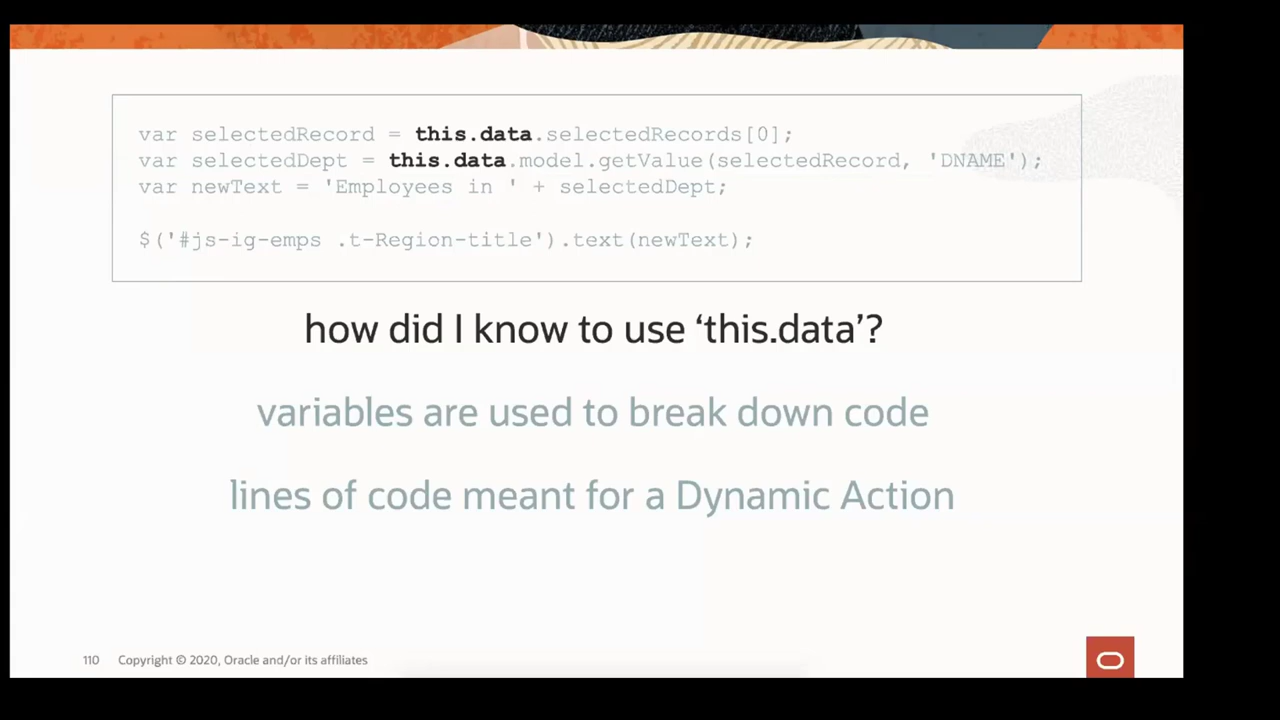 var selectedRecord = this.data.selectedRecords[0];
var selectedDept = this.data.model.getValue(selectedRecord, 'DNAME');
var newText = 'Employees in ' + selectedDept;
$('#js-ig-emps .t-Region-title').text(newText);
how did I know to use ‘this.data’?
variables are used to break down code
lines of code meant for a Dynamic Action
110 Copyright © 2020, Oracle and/or its affiliates